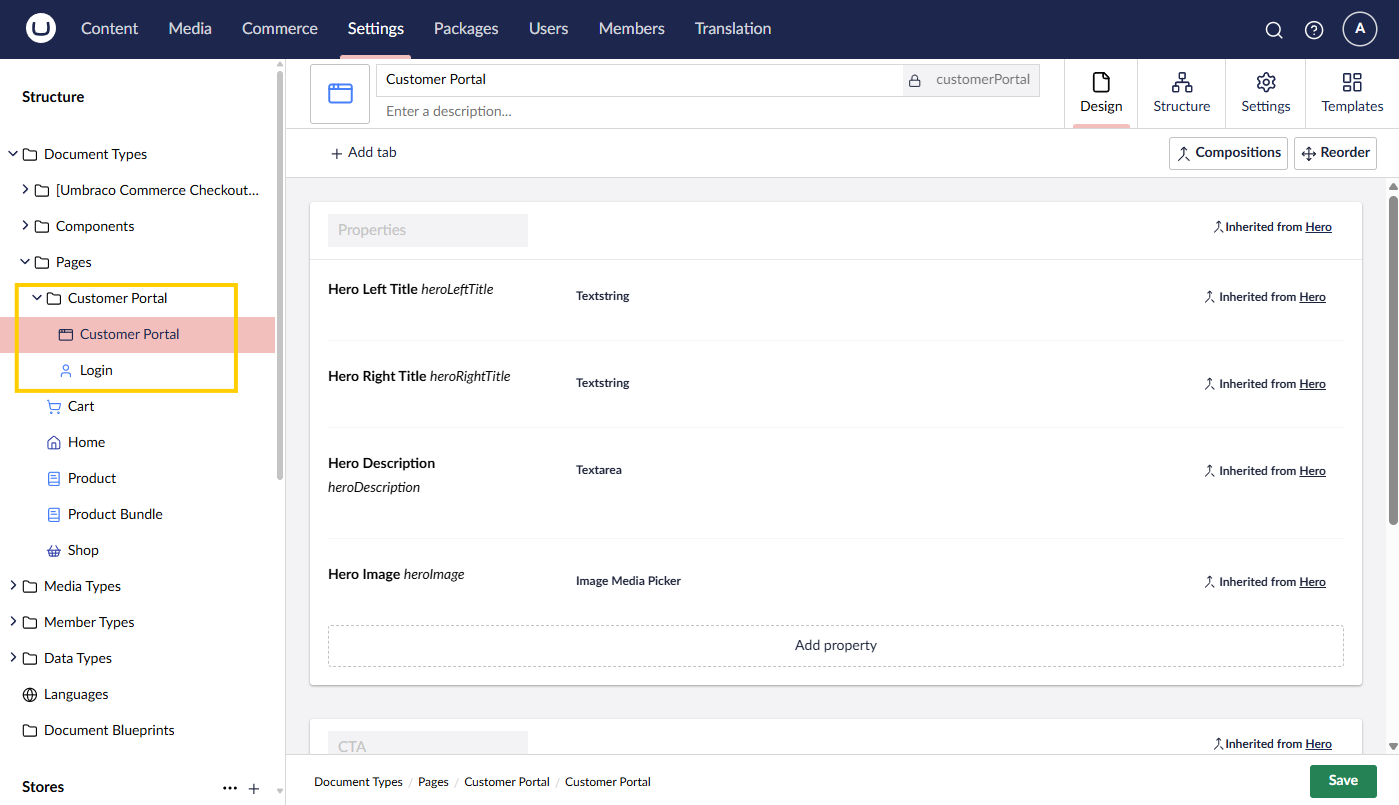 Content Media Commerce Settings Packages Users Members Translation A
Structure
Document Types
[Umbraco Commerce Checkout...
Components
Pages
Customer Portal
Customer Portal
Login
Cart
Home
Product
Product Bundle
Shop
Media Types
Member Types
Data Types
Languages
Document Blueprints
Stores
Customer Portal customerPortal
Enter a description...
Design Structure Settings Templates
Add tab Compositions Reorder
Properties Inherited from Hero
Hero Left Title heroLeftTitle Textstring Inherited from Hero
Hero Right Title heroRightTitle Textstring Inherited from Hero
Hero Description Textarea Inherited from Hero
heroDescription
Hero Image heroImage Image Media Picker Inherited from Hero
Add property
CTA Inherited from Hero
Document Types / Pages / Customer Portal / Customer Portal Save